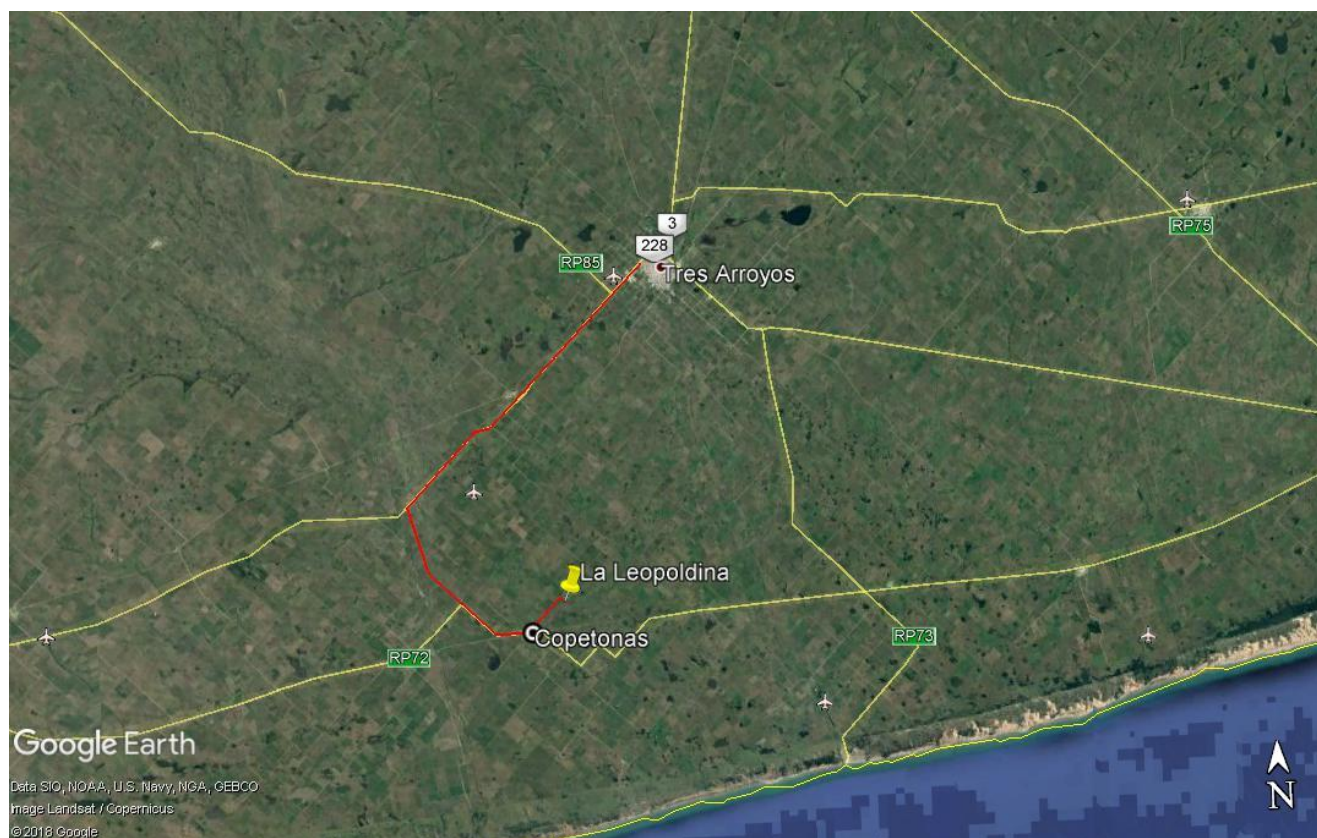 3
228
RP85
Tres Arroyos
RP75
La Leopoldina
Copetonas
RP73
RP72
Google Earth
Data SIO, NOAA, U.S. Navy, NGA, GEBCO
Image Landsat / Copernicus
© 2018 Google
N